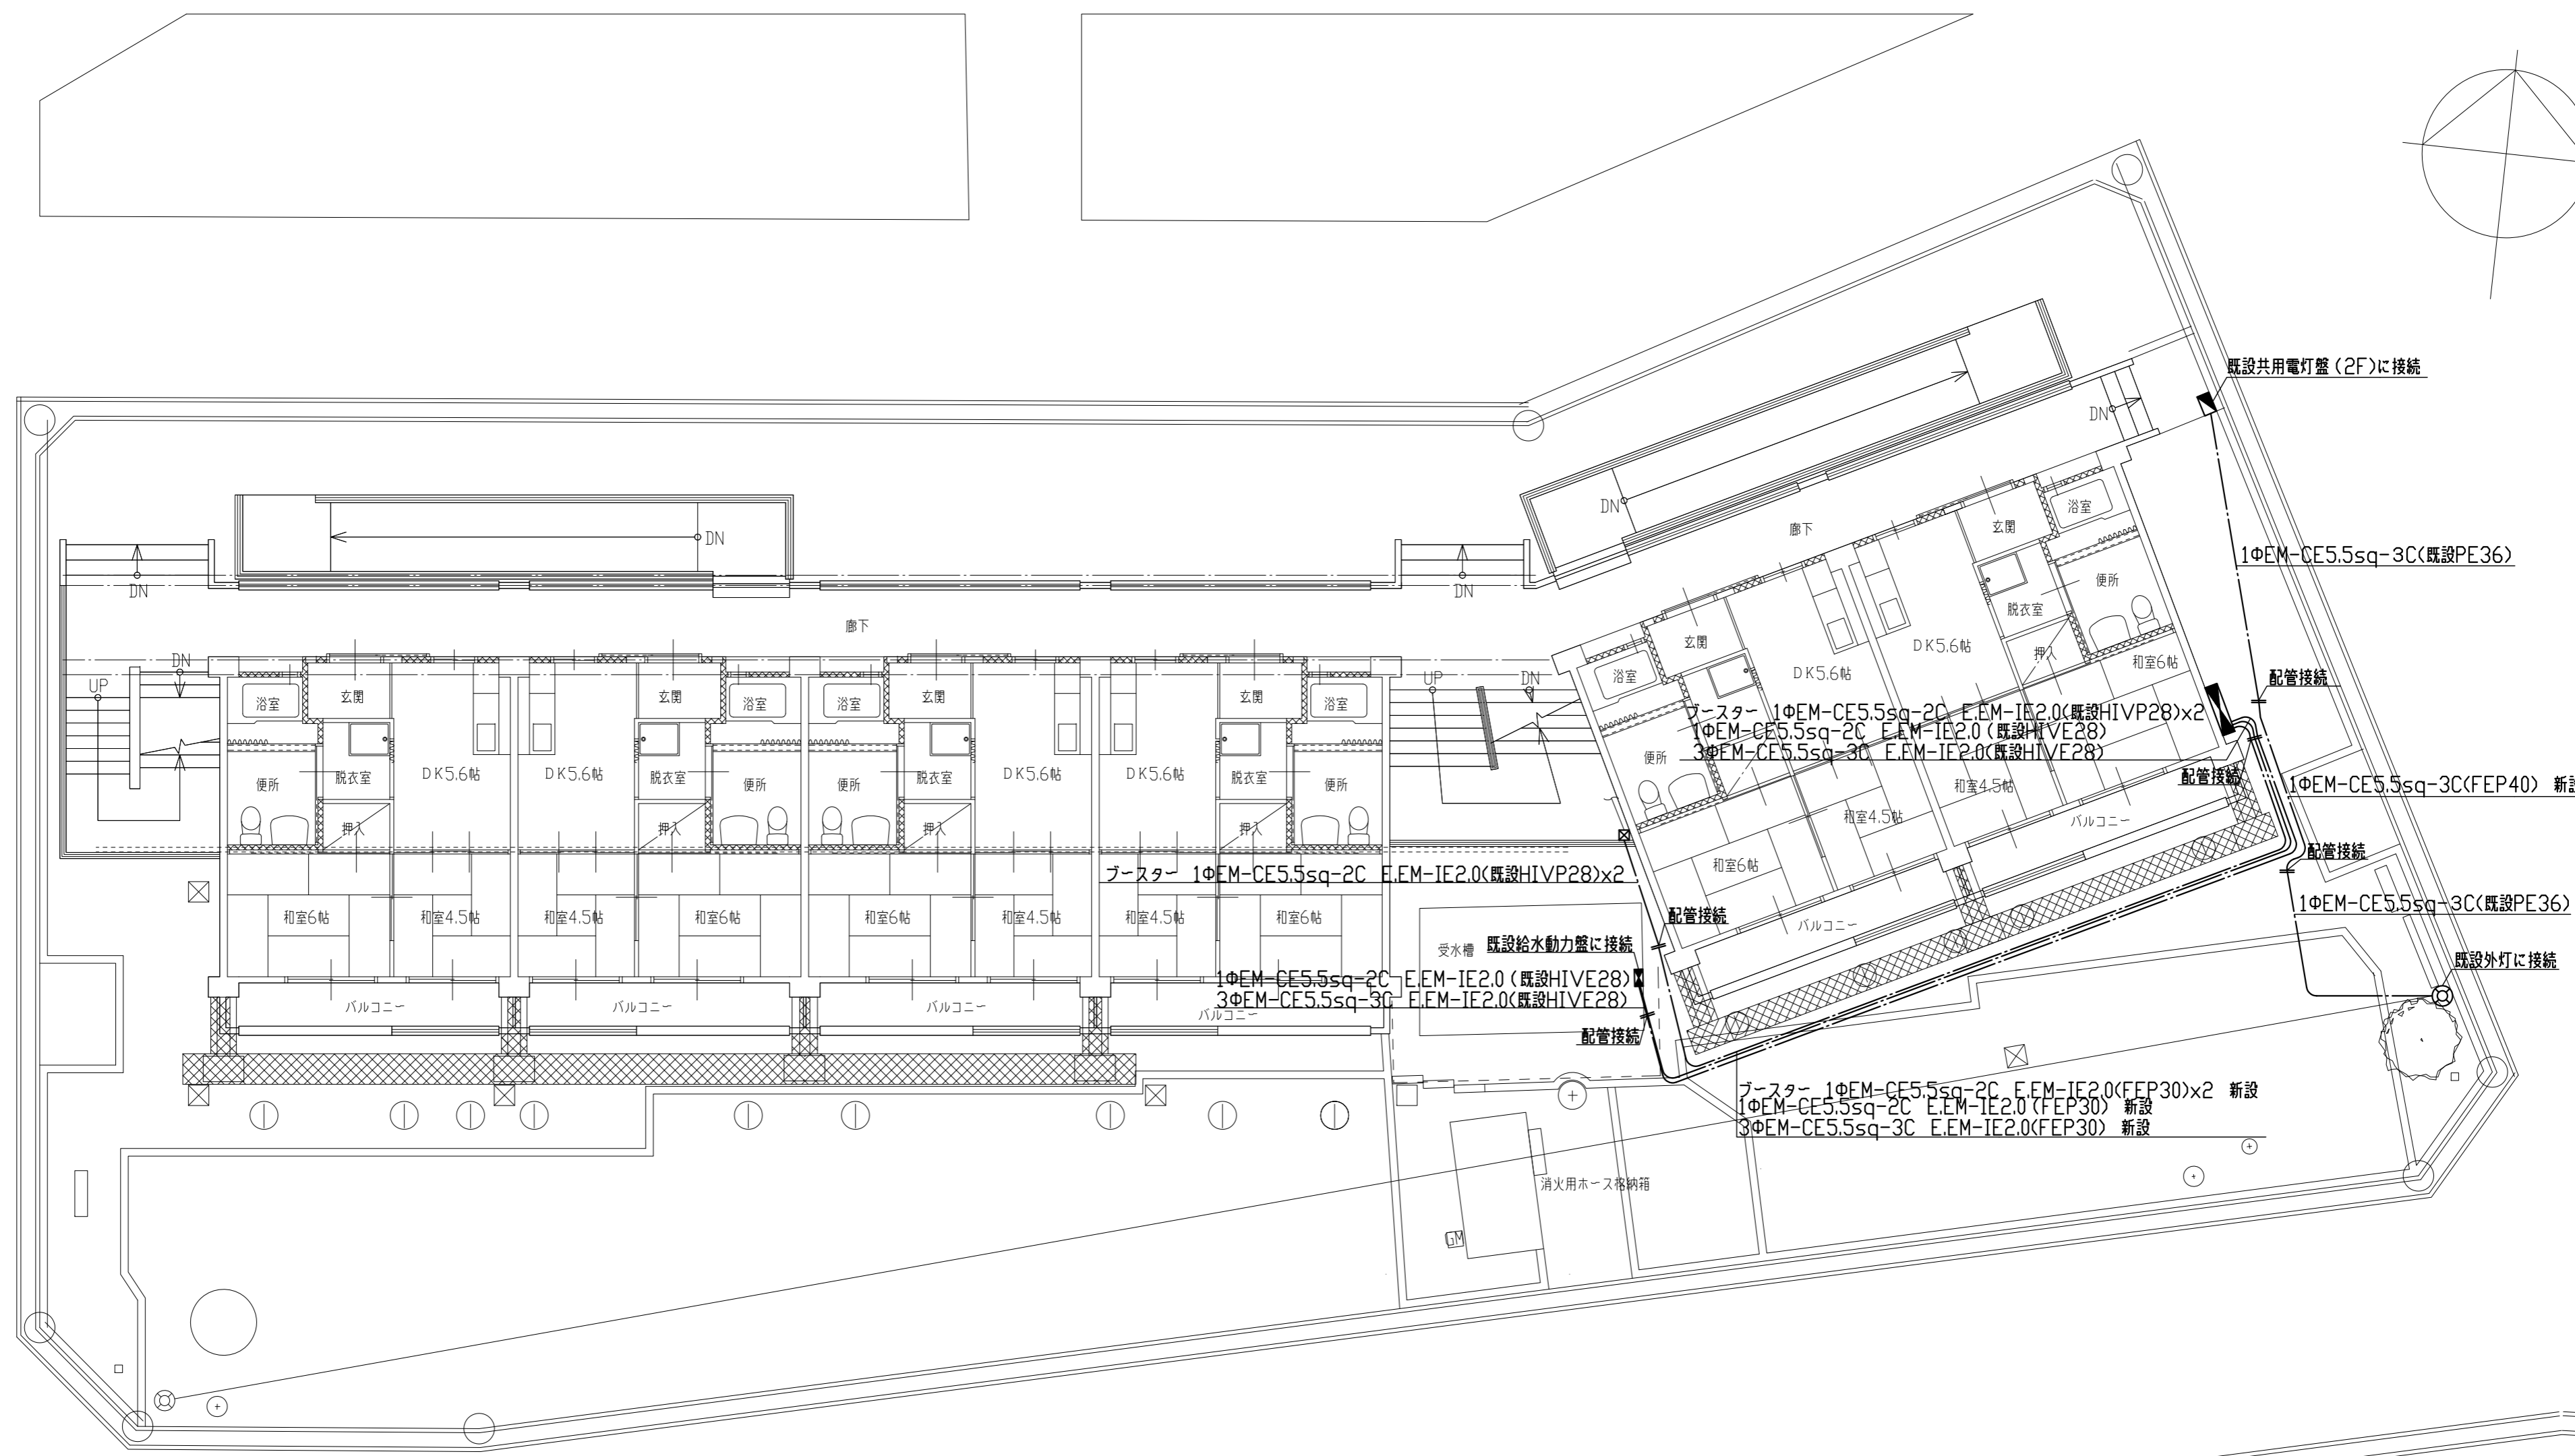 既設共用電灯盤(2F)に接続
DN
DN
浴室
玄関
廊下
DN
1ΦEM-CE5.5sq-3C(既設PE36)
便所
脱衣室
DN
DN
DN
廊下
玄関
DK5.6帖
押入
和室6帖
浴室
DK5.6帖
配管接続
UP
DN
UP
DN
浴室
玄関
玄関
浴室
浴室
玄関
玄関
浴室
ブースター 1ΦEM-CE5.5sq-2C E.EM-IE2.0(既設HIVP28)x2
1ΦEM-CE5.5sq-2C E.EM-IE2.0(既設HIVE28)
3ΦEM-CE5.5sq-3C E.EM-IE2.0(既設HIVE28)
便所
便所
脱衣室
DK5.6帖
DK5.6帖
脱衣室
便所
便所
脱衣室
DK5.6帖
DK5.6帖
脱衣室
便所
配管接続
1ΦEM-CE5.5sq-3C(FEP40) 新設
和室4.5帖
和室4.5帖
バルコニー
押入
押入
押入
押入
配管接続
和室6帖
ブースター 1ΦEM-CE5.5sq-2C E.EM-IE2.0(既設HIVP28)x2
1ΦEM-CE5.5sq-3C(既設PE36)
和室6帖
和室4.5帖
和室4.5帖
和室6帖
和室6帖
和室4.5帖
和室4.5帖
和室6帖
配管接続
バルコニー
受水槽
既設給水動力盤に接続
既設外灯に接続
1ΦEM-CE5.5sq-2C E.EM-IE2.0(既設HIVE28)
3ΦEM-CE5.5sq-3C E.EM-IE2.0(既設HIVE28)
バルコニー
バルコニー
バルコニー
バルコニー
配管接続
ブースター 1ΦEM-CE5.5sq-2C E.EM-IE2.0(FEP30)x2 新設
1ΦEM-CE5.5sq-2C E.EM-IE2.0(FEP30) 新設
3ΦEM-CE5.5sq-3C E.EM-IE2.0(FEP30) 新設
消火用ホース格納箱
GM